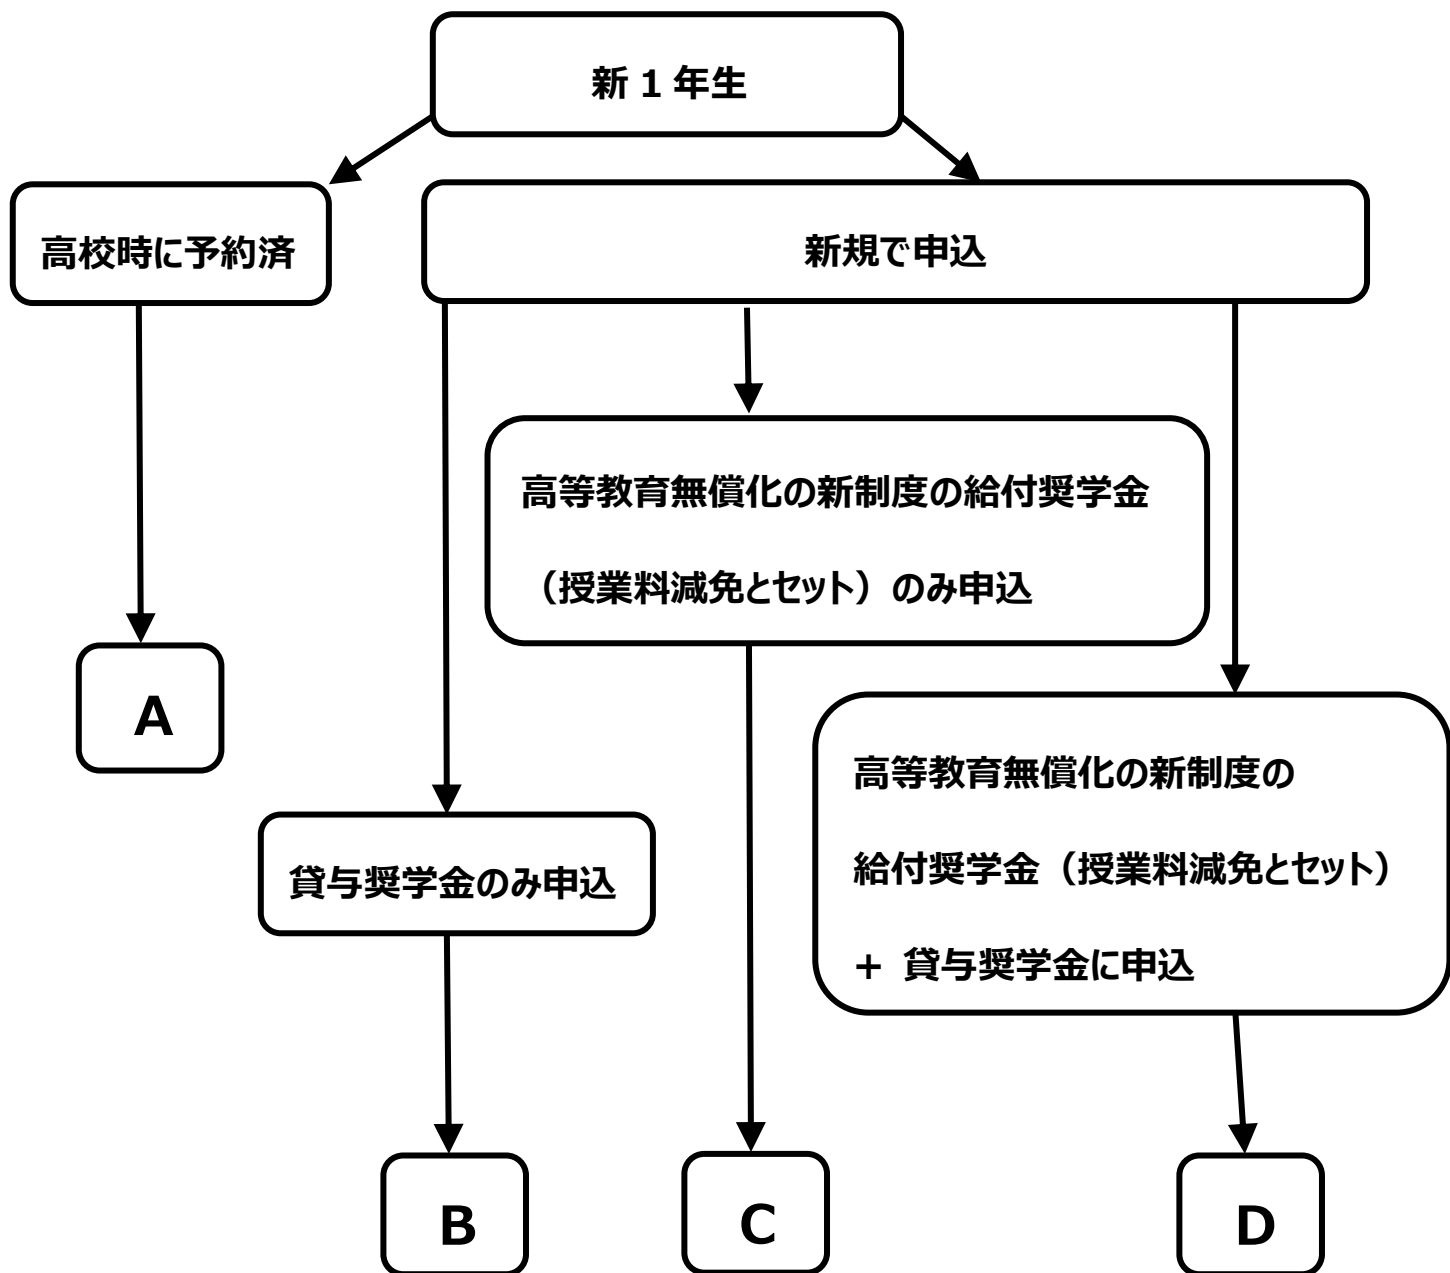 新 1 年生
高校時に予約済
新規で申込
高等教育無償化の新制度の給付奨学金
（授業料減免とセット）のみ申込
A
高等教育無償化の新制度の
給付奨学金（授業料減免とセット）
+ 貸与奨学金に申込
貸与奨学金のみ申込
B
C
D